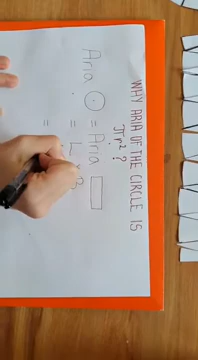 WHY ARIA OF THE CIRCLE IS
πr² ?
Aria ⊙ = Aria ▭
= L × B
=